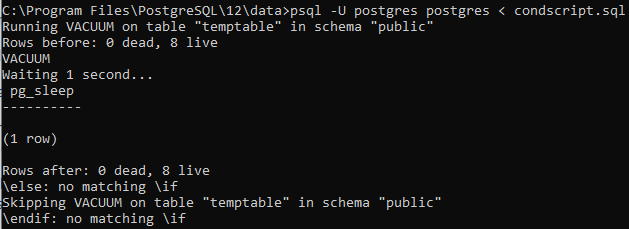 C:\Program Files\PostgreSQL\12\data>psql -U postgres postgres < condscript.sql
Running VACUUM on table "temptable" in schema "public"
Rows before: 0 dead, 8 live
VACUUM
Waiting 1 second...
 pg_sleep
----------

(1 row)

Rows after: 0 dead, 8 live
\else: no matching \if
Skipping VACUUM on table "temptable" in schema "public"
\endif: no matching \if